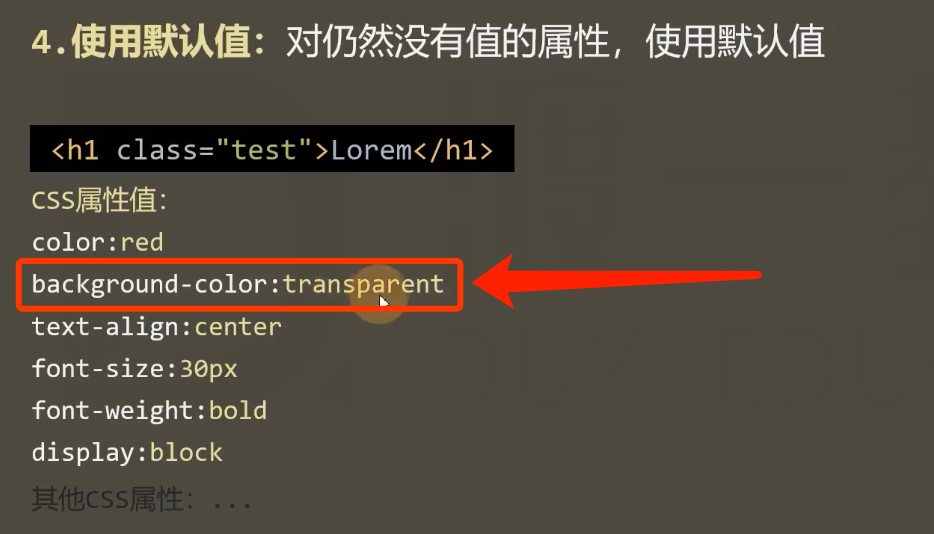 4.使用默认值：对仍然没有值的属性，使用默认值
<h1 class="test">Lorem</h1>
CSS属性值：
color:red
background-color:transparent
text-align:center
font-size:30px
font-weight:bold
display:block
其他CSS属性：...
DUYI EDU